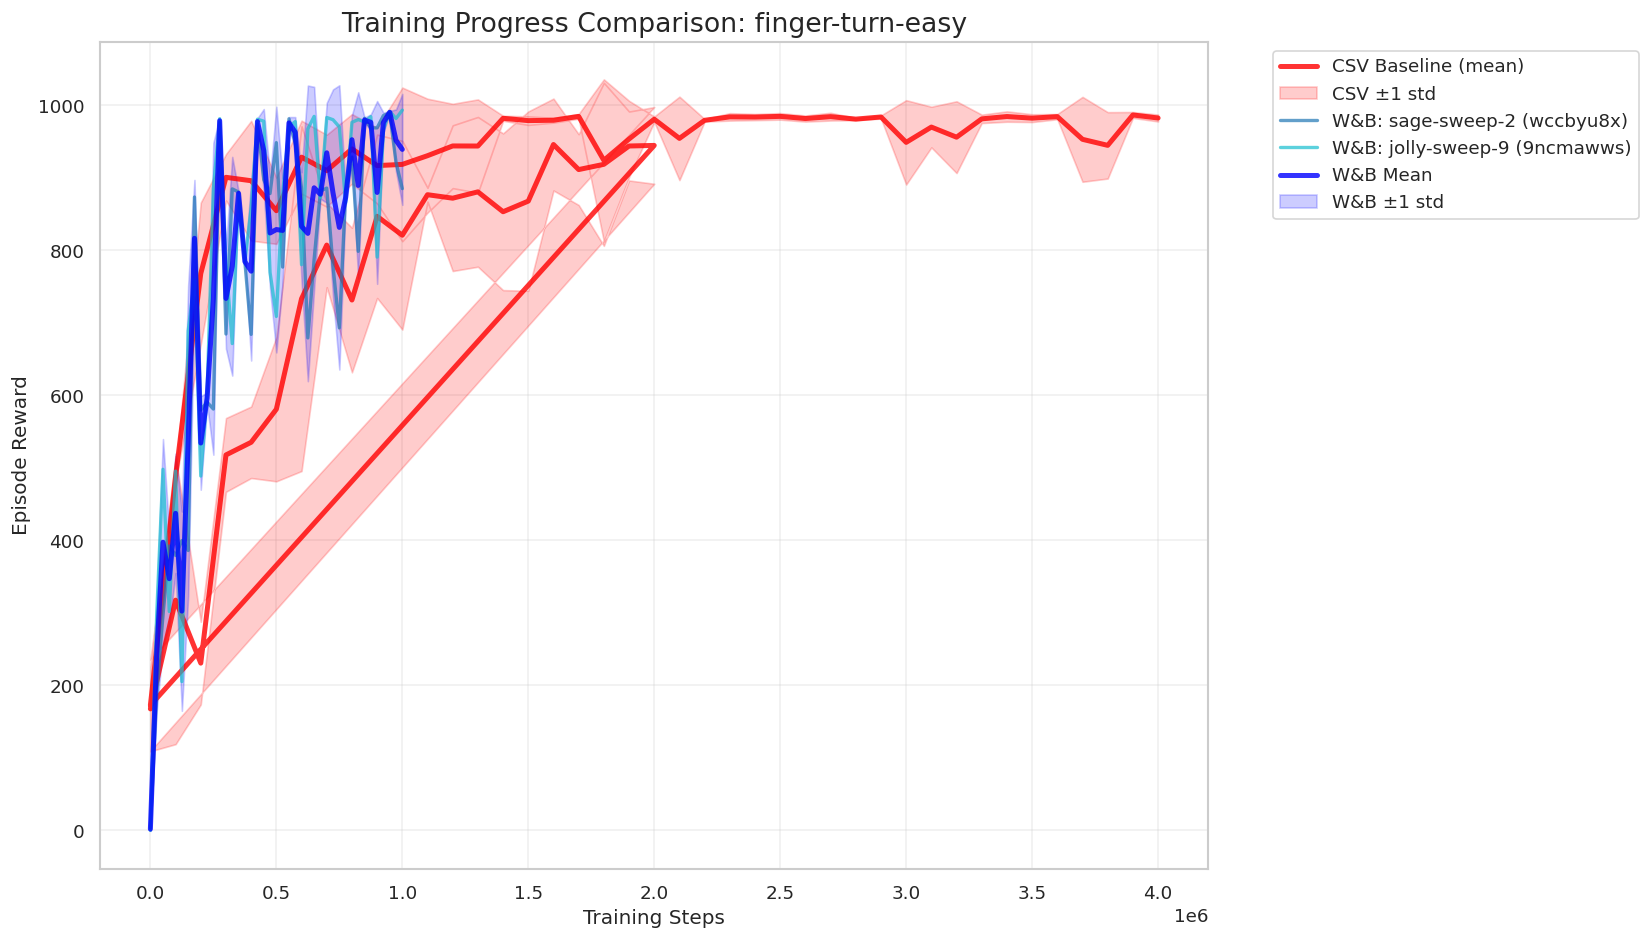 Training Progress Comparison: finger-turn-easy
Episode Reward
1000
800
600
400
200
0
0.0 0.5 1.0 1.5 2.0 2.5 3.0 3.5 4.0
1e6
Training Steps
CSV Baseline (mean)
CSV ±1 std
W&B: sage-sweep-2 (wccbyu8x)
W&B: jolly-sweep-9 (9ncmawws)
W&B Mean
W&B ±1 std